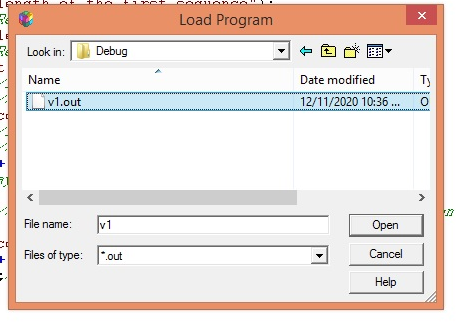 length of the first sequence");
Load Program
Look in: Debug
Name Date modified Ty
v1.out 12/11/2020 10:36 ... O
File name: v1 Open
Files of type: *.out Cancel
Help